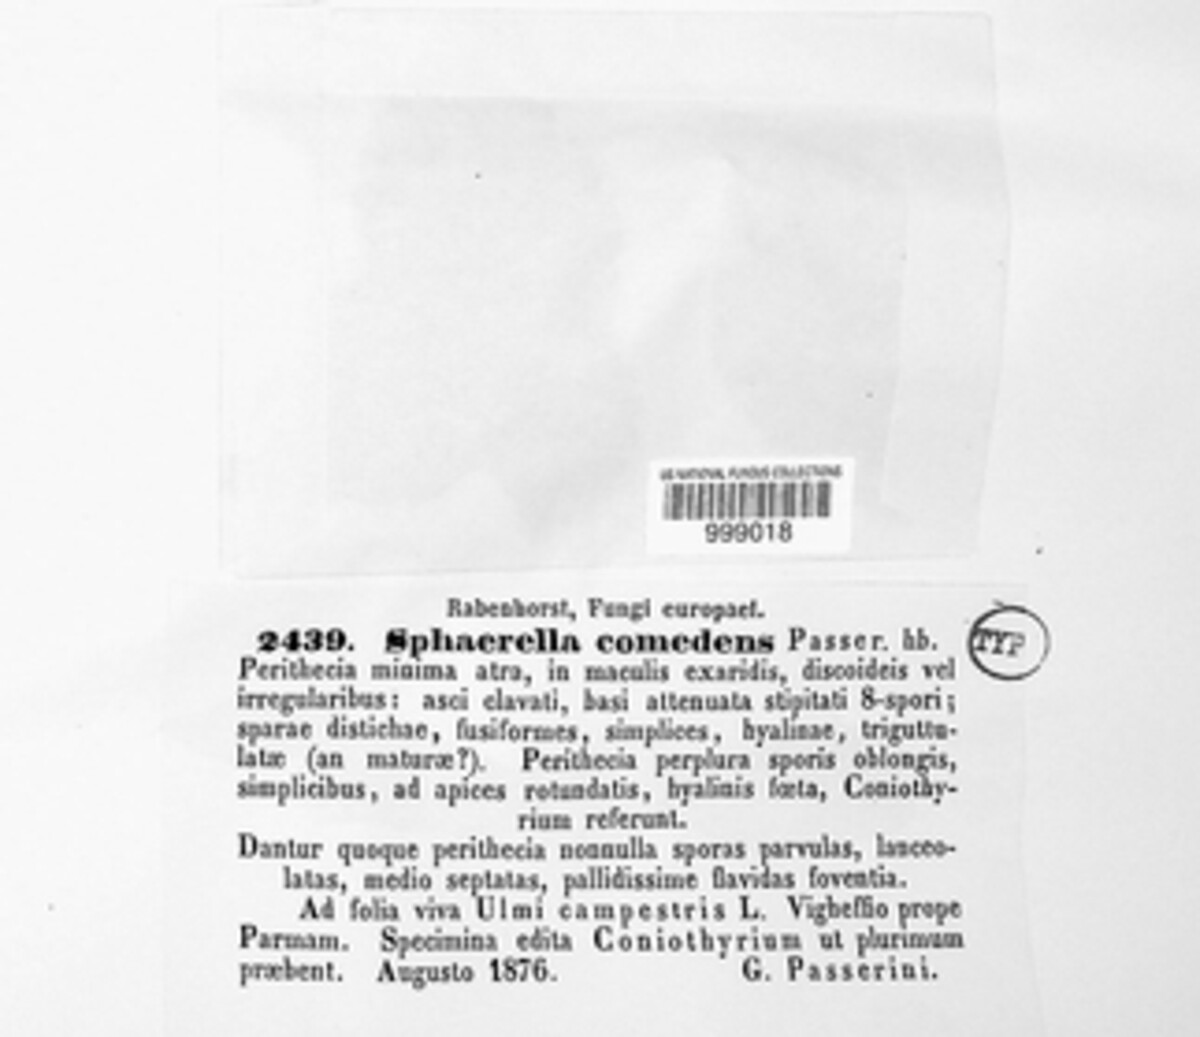 US NATIONAL FUNGUS COLLECTIONS
999018
Rabenhorst, Fungi europaei.
TYP
2439. Sphaerella comedens Passer. hb.
Perithecia minima atra, in maculis exaridis, discoideis vel
irregularibus: asci clavati, basi attenuata stipitati 8-spori;
sparae distichae, fusiformes, simplices, hyalinae, triguttu-
latæ (an maturæ?). Perithecia perplura sporis oblongis,
simplicibus, ad apices rotundatis, hyalinis fœta, Coniothy-
rium referunt.
Dantur quoque perithecia nonnulla sporas parvulas, lanceo-
latas, medio septatas, pallidissime flavidas foventia.
Ad folia viva Ulmi campestris L. Vigheffio prope
Parmam. Specimina edita Coniothyrium ut plurimum
præbent. Augusto 1876. G. Passerini.